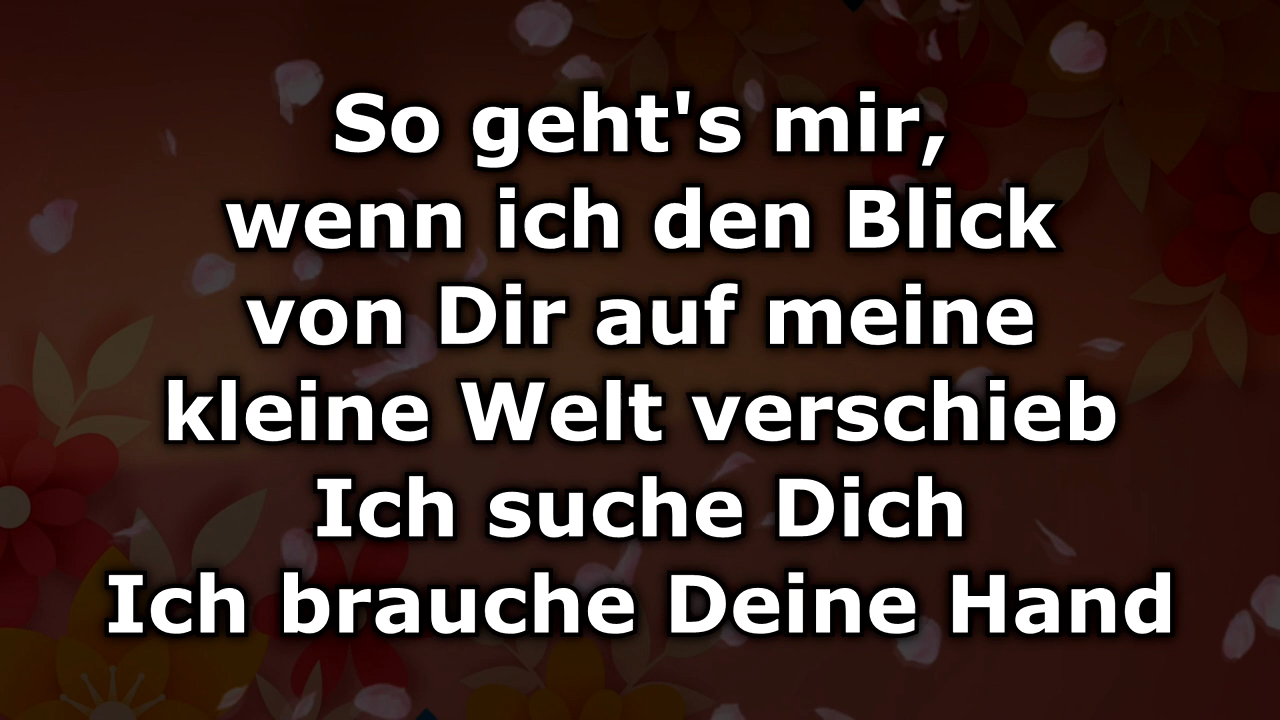 So geht's mir,
wenn ich den Blick
von Dir auf meine
kleine Welt verschieb
Ich suche Dich
Ich brauche Deine Hand